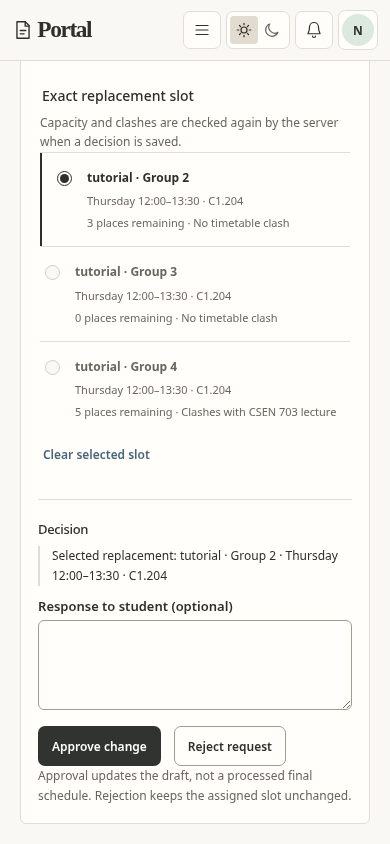 Portal
N
Exact replacement slot
Capacity and clashes are checked again by the server
when a decision is saved.
tutorial · Group 2
Thursday 12:00–13:30 · C1.204
3 places remaining · No timetable clash
tutorial · Group 3
Thursday 12:00–13:30 · C1.204
0 places remaining · No timetable clash
tutorial · Group 4
Thursday 12:00–13:30 · C1.204
5 places remaining · Clashes with CSEN 703 lecture
Clear selected slot
Decision
Selected replacement: tutorial · Group 2 · Thursday
12:00–13:30 · C1.204
Response to student (optional)
Approve change
Reject request
Approval updates the draft, not a processed final
schedule. Rejection keeps the assigned slot unchanged.